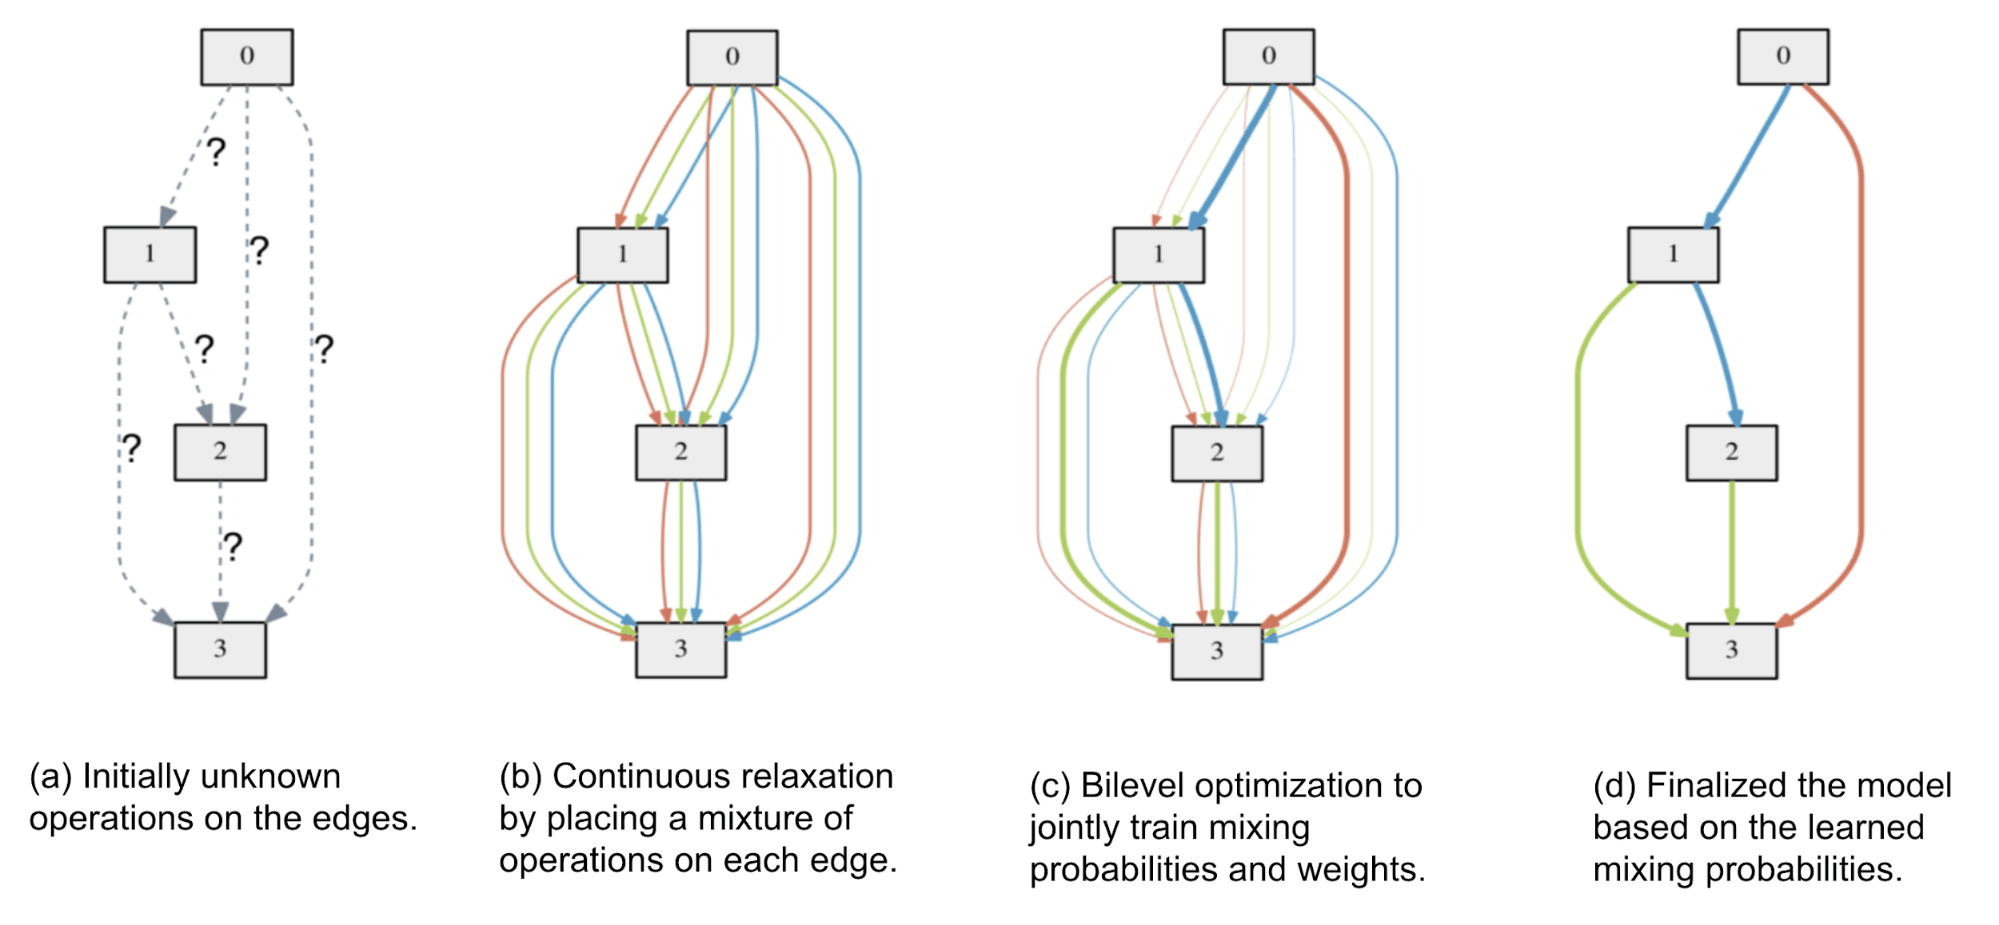 0
?
1
?
?
?
?
2
?
3
(a) Initially unknown
operations on the edges.
0
1
2
3
(b) Continuous relaxation
by placing a mixture of
operations on each edge.
0
1
2
3
(c) Bilevel optimization to
jointly train mixing
probabilities and weights.
0
1
2
3
(d) Finalized the model
based on the learned
mixing probabilities.